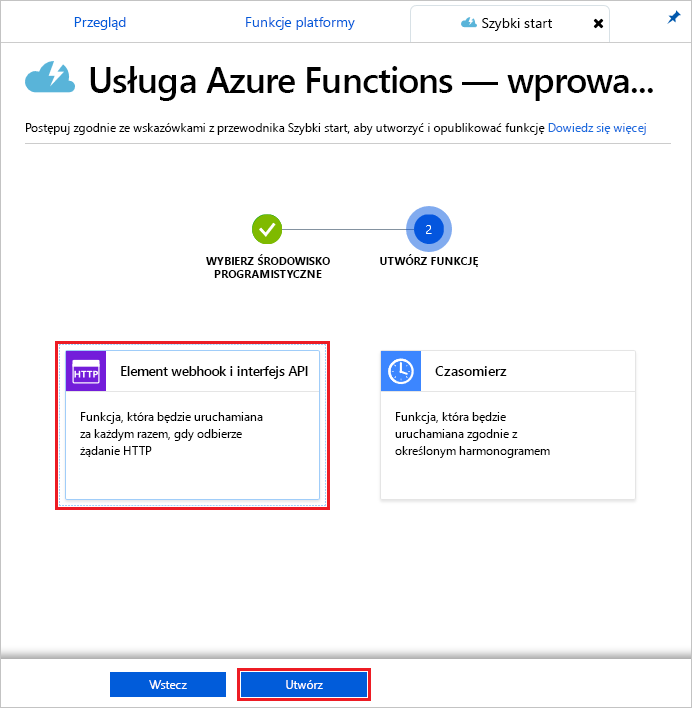 Przegląd
Funkcje platformy
Szybki start
Usługa Azure Functions — wprowa...
Postępuj zgodnie ze wskazówkami z przewodnika Szybki start, aby utworzyć i opublikować funkcję Dowiedz się więcej
2
WYBIERZ ŚRODOWISKO
PROGRAMISTYCZNE
UTWÓRZ FUNKCJĘ
HTTP
Element webhook i interfejs API
Funkcja, która będzie uruchamiana
za każdym razem, gdy odbierze
żądanie HTTP
Czasomierz
Funkcja, która będzie
uruchamiana zgodnie z
określonym harmonogramem
Wstecz
Utwórz